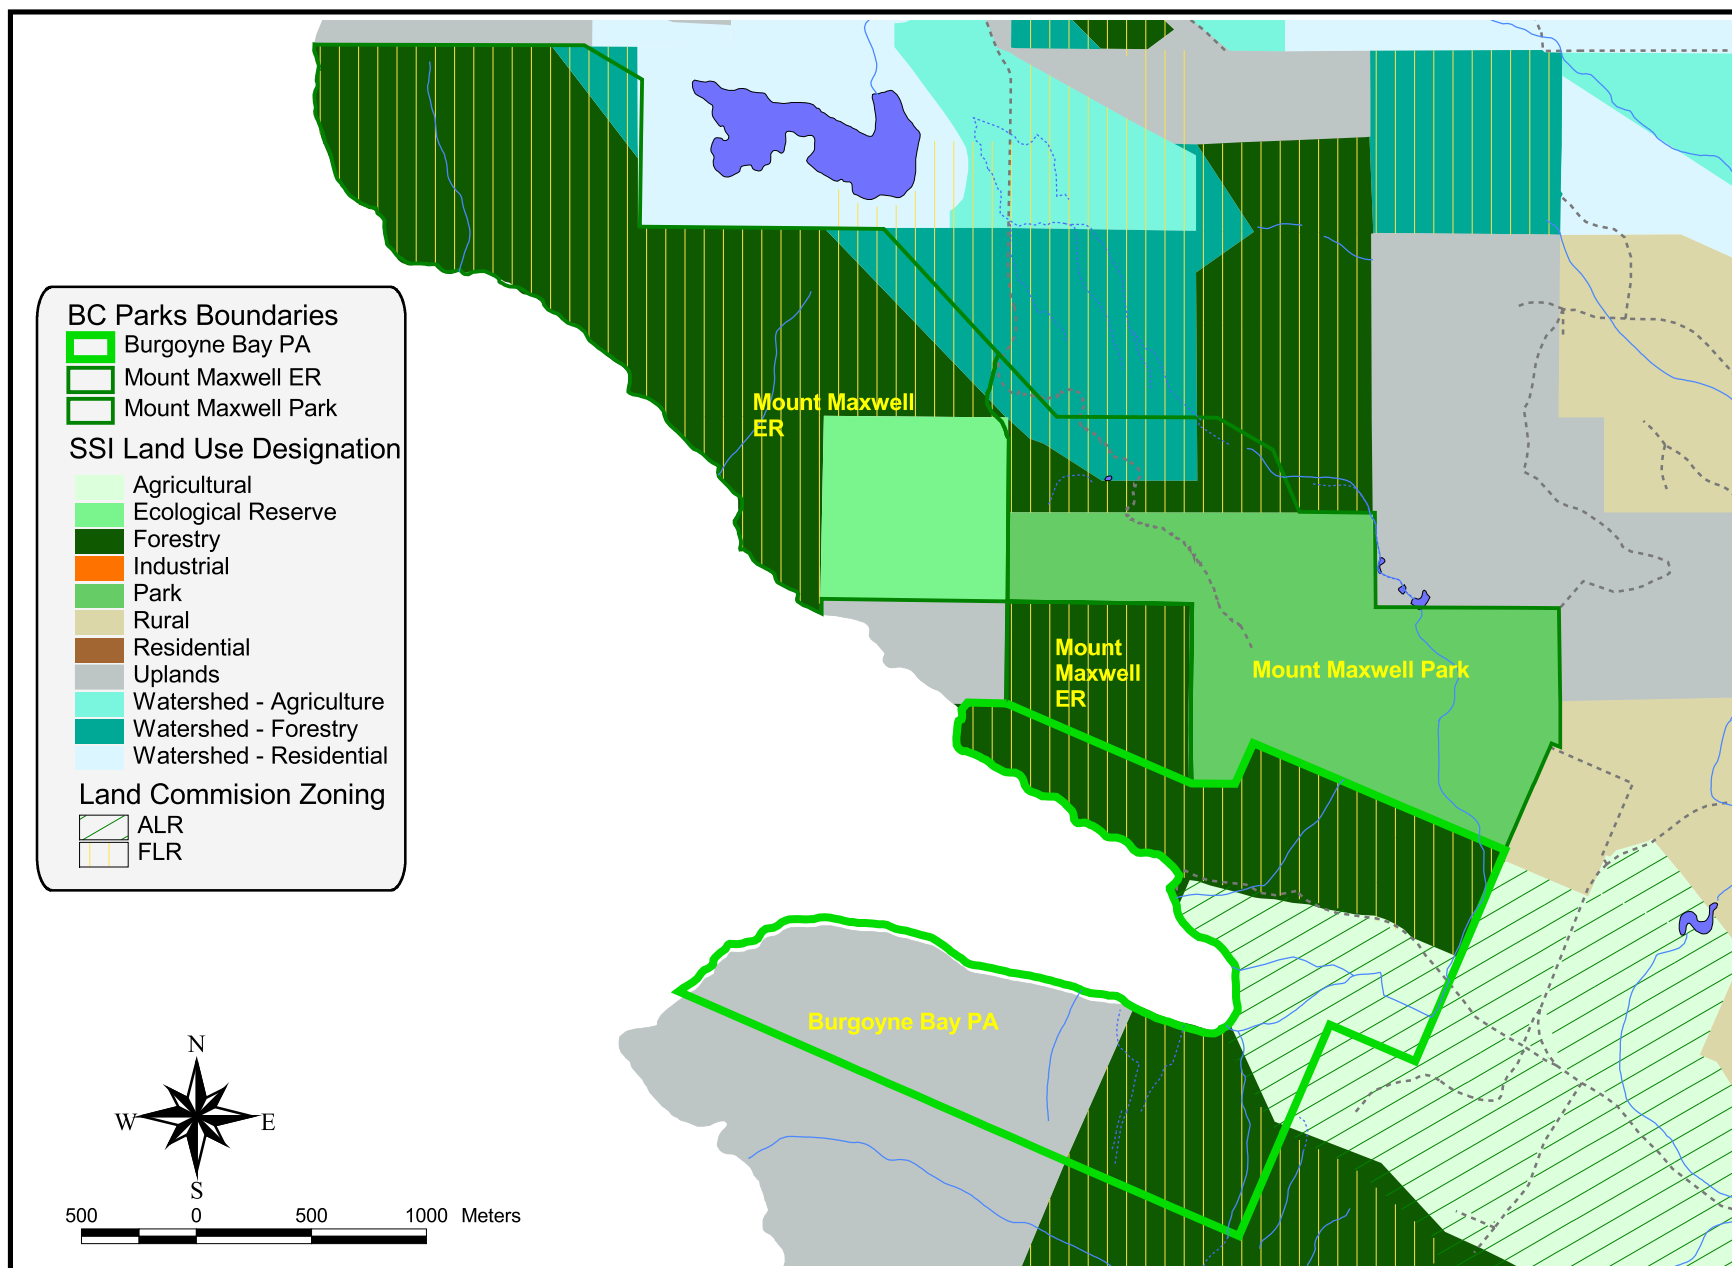 BC Parks Boundaries
Burgoyne Bay PA
Mount Maxwell ER
Mount Maxwell Park
SSI Land Use Designation
Agricultural
Ecological Reserve
Forestry
Industrial
Park
Rural
Residential
Uplands
Watershed - Agriculture
Watershed - Forestry
Watershed - Residential
Land Commision Zoning
ALR
FLR
Mount Maxwell
ER
Mount
Maxwell
ER
Mount Maxwell Park
Burgoyne Bay PA
N
W E
S
500 0 500 1000 Meters